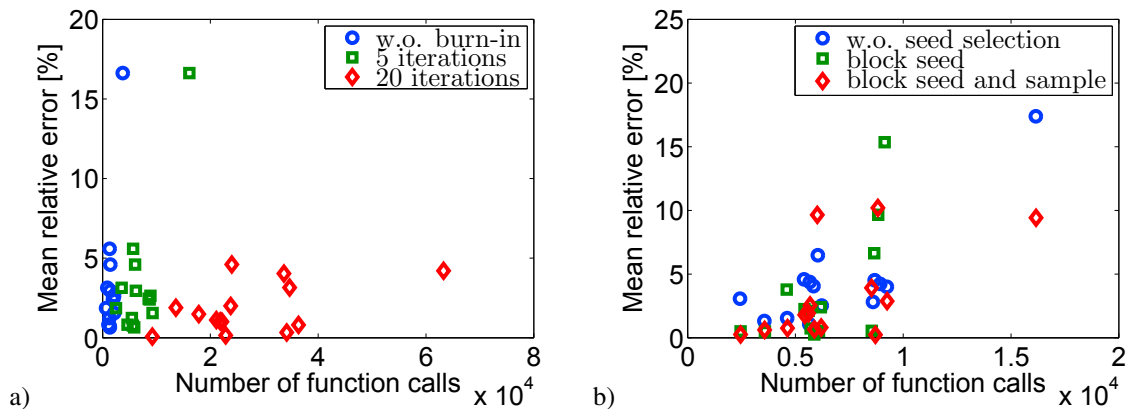 20
15
10
5
0
0
2
4
6
8
Mean relative error [%]
Number of function calls
x 10^4
w.o. burn-in
5 iterations
20 iterations
a)
25
20
15
10
5
0
0
0.5
1
1.5
2
Mean relative error [%]
Number of function calls
x 10^4
w.o. seed selection
block seed
block seed and sample
b)